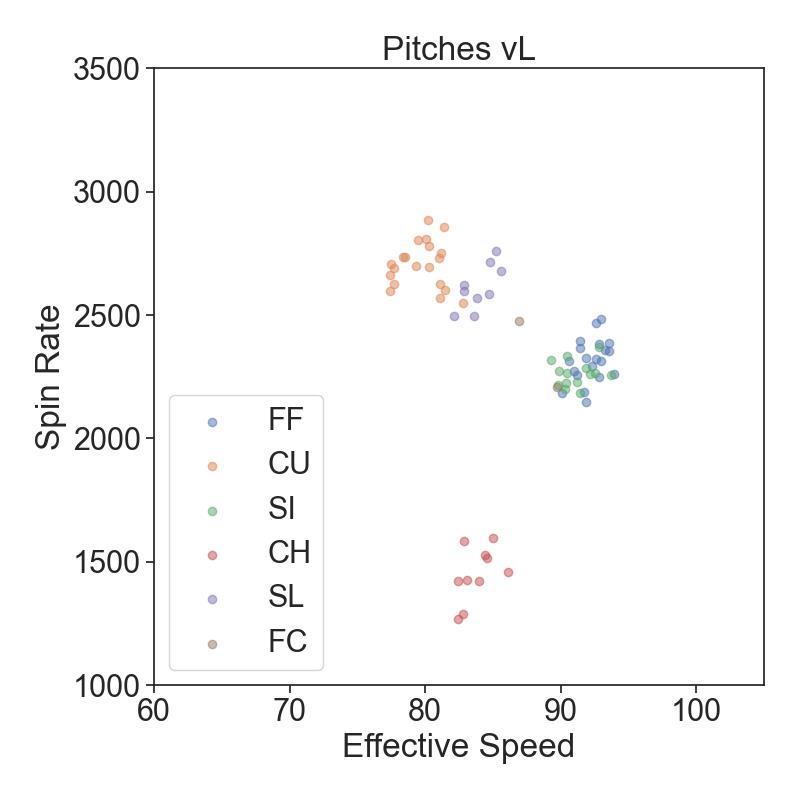 Pitches vL
3500
3000
2500
2000
1500
1000
Spin Rate
FF
CU
SI
CH
SL
FC
60 70 80 90 100
Effective Speed